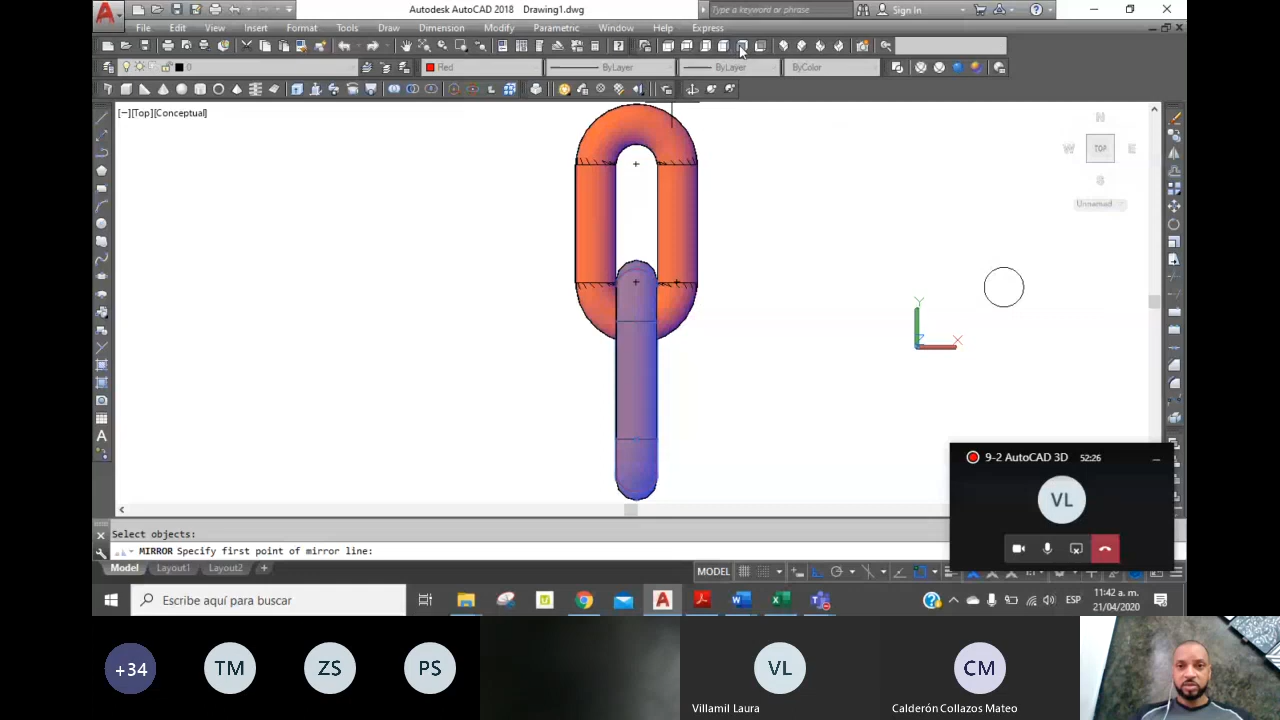 Autodesk AutoCAD 2018 Drawing1.dwg
Type a keyword or phrase
Sign In
File Edit View Insert Format Tools Draw Dimension Modify Parametric Window Help Express
0
Red
ByLayer
ByLayer
ByColor
[−][Top][Conceptual]
N
W TOP E
S
Unnamed
Y
X
Z
9-2 AutoCAD 3D 52:26
VL
Select objects:
MIRROR Specify first point of mirror line:
Model Layout1 Layout2 +
MODEL
Escribe aquí para buscar
ESP
11:42 a. m.
21/04/2020
+34 TM ZS PS VL CM
Villamil Laura
Calderón Collazos Mateo